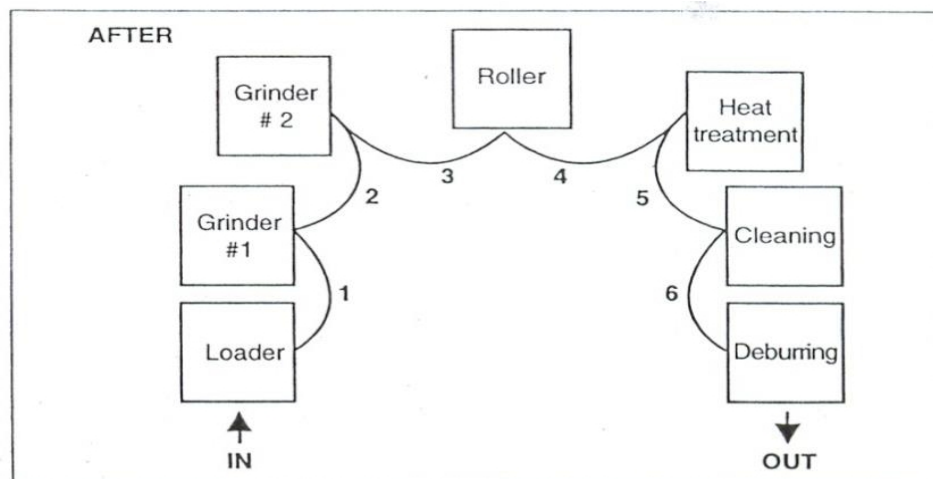 AFTER
Grinder
# 2
Roller
Heat
treatment
3
4
2
5
Grinder
#1
Cleaning
1
6
Loader
Deburring
IN
OUT